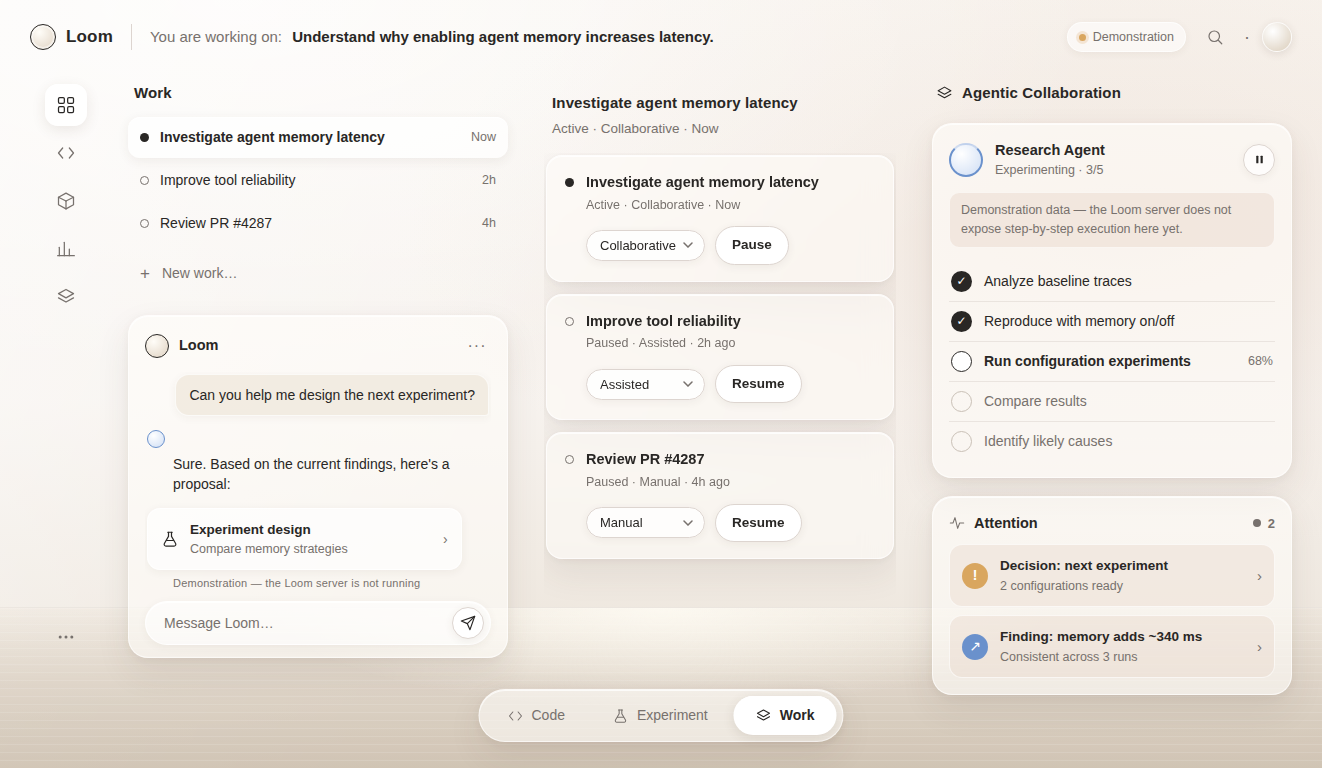 Loom
You are working on: Understand why enabling agent memory increases latency.
Demonstration
Work
Investigate agent memory latency Now
Improve tool reliability 2h
Review PR #4287 4h
+ New work…
Loom
Can you help me design the next experiment?
Sure. Based on the current findings, here's a
proposal:
Experiment design
Compare memory strategies
Demonstration — the Loom server is not running
Message Loom…
Investigate agent memory latency
Active · Collaborative · Now
Investigate agent memory latency
Active · Collaborative · Now
Collaborative Pause
Improve tool reliability
Paused · Assisted · 2h ago
Assisted Resume
Review PR #4287
Paused · Manual · 4h ago
Manual Resume
Agentic Collaboration
Research Agent
Experimenting · 3/5
Demonstration data — the Loom server does not
expose step-by-step execution here yet.
Analyze baseline traces
Reproduce with memory on/off
Run configuration experiments 68%
Compare results
Identify likely causes
Attention 2
Decision: next experiment
2 configurations ready
Finding: memory adds ~340 ms
Consistent across 3 runs
Code Experiment Work